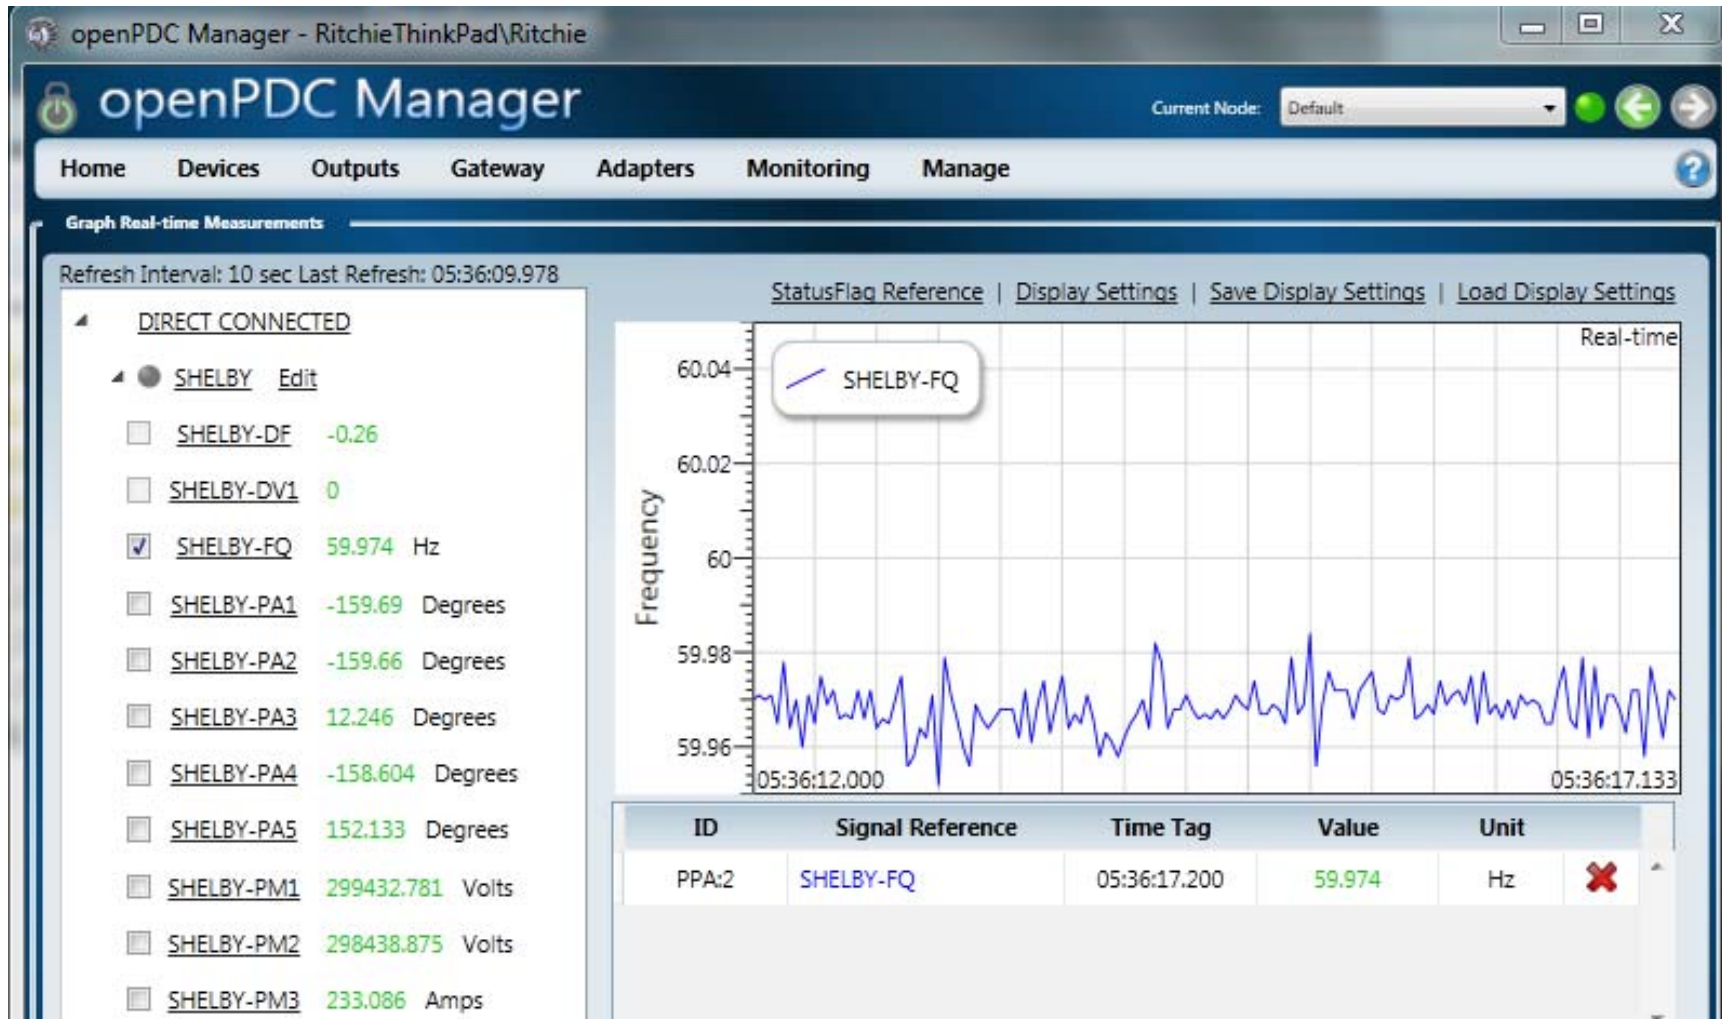 openPDC Manager - RitchieThinkPad\Ritchie
openPDC Manager
Current Node: Default
Home Devices Outputs Gateway Adapters Monitoring Manage
?
Graph Real-time Measurements
Refresh Interval: 10 sec Last Refresh: 05:36:09.978
DIRECT CONNECTED
SHELBY Edit
SHELBY-DF -0.26
SHELBY-DV1 0
SHELBY-FQ 59.974 Hz
SHELBY-PA1 -159.69 Degrees
SHELBY-PA2 -159.66 Degrees
SHELBY-PA3 12.246 Degrees
SHELBY-PA4 -158.604 Degrees
SHELBY-PA5 152.133 Degrees
SHELBY-PM1 299432.781 Volts
SHELBY-PM2 298438.875 Volts
SHELBY-PM3 233.086 Amps
StatusFlag Reference | Display Settings | Save Display Settings | Load Display Settings
Real-time
SHELBY-FQ
Frequency
60.04
60.02
60
59.98
59.96
05:36:12.000 05:36:17.133
ID Signal Reference Time Tag Value Unit
PPA:2 SHELBY-FQ 05:36:17.200 59.974 Hz